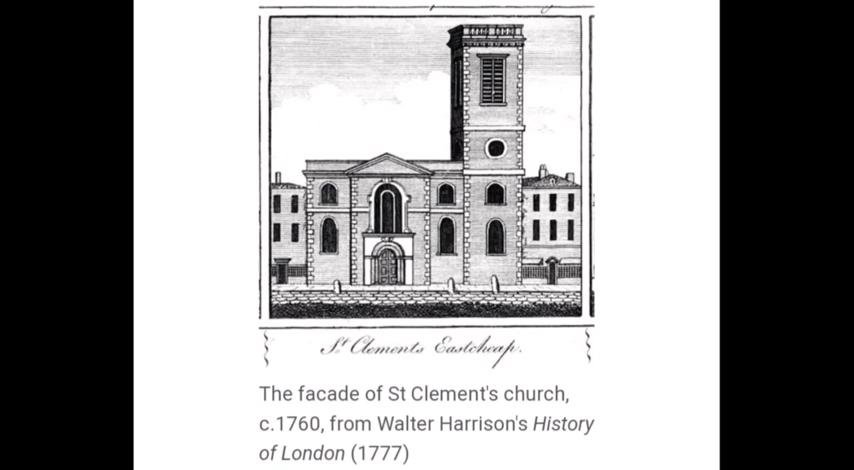 St Clements Eastcheap.
The facade of St Clement's church,
c.1760, from Walter Harrison's History
of London (1777)